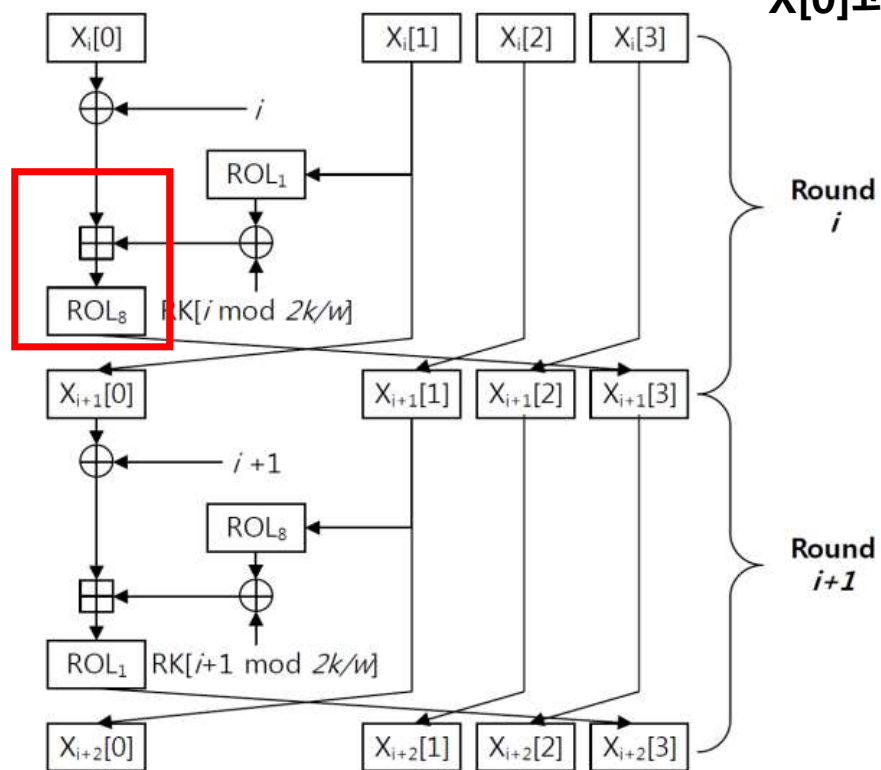 X[0]
Xᵢ[0] Xᵢ[1] Xᵢ[2] Xᵢ[3]
i
ROL₁
Round
i
ROL₈ RK[i mod 2k/w]
Xᵢ₊₁[0] Xᵢ₊₁[1] Xᵢ₊₁[2] Xᵢ₊₁[3]
i +1
ROL₈
Round
i+1
ROL₁ RK[i+1 mod 2k/w]
Xᵢ₊₂[0] Xᵢ₊₂[1] Xᵢ₊₂[2] Xᵢ₊₂[3]